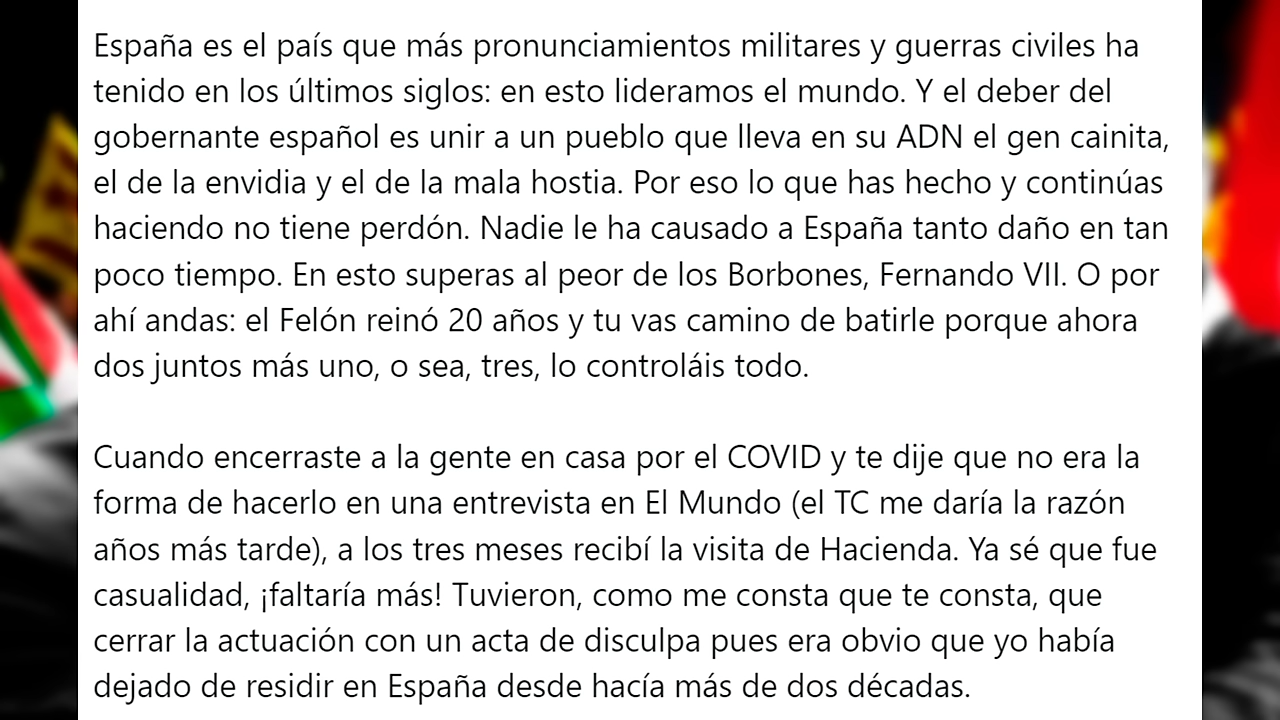 España es el país que más pronunciamientos militares y guerras civiles ha
tenido en los últimos siglos: en esto lideramos el mundo. Y el deber del
gobernante español es unir a un pueblo que lleva en su ADN el gen cainita,
el de la envidia y el de la mala hostia. Por eso lo que has hecho y continúas
haciendo no tiene perdón. Nadie le ha causado a España tanto daño en tan
poco tiempo. En esto superas al peor de los Borbones, Fernando VII. O por
ahí andas: el Felón reinó 20 años y tu vas camino de batirle porque ahora
dos juntos más uno, o sea, tres, lo controláis todo.
Cuando encerraste a la gente en casa por el COVID y te dije que no era la
forma de hacerlo en una entrevista en El Mundo (el TC me daría la razón
años más tarde), a los tres meses recibí la visita de Hacienda. Ya sé que fue
casualidad, ¡faltaría más! Tuvieron, como me consta que te consta, que
cerrar la actuación con un acta de disculpa pues era obvio que yo había
dejado de residir en España desde hacía más de dos décadas.